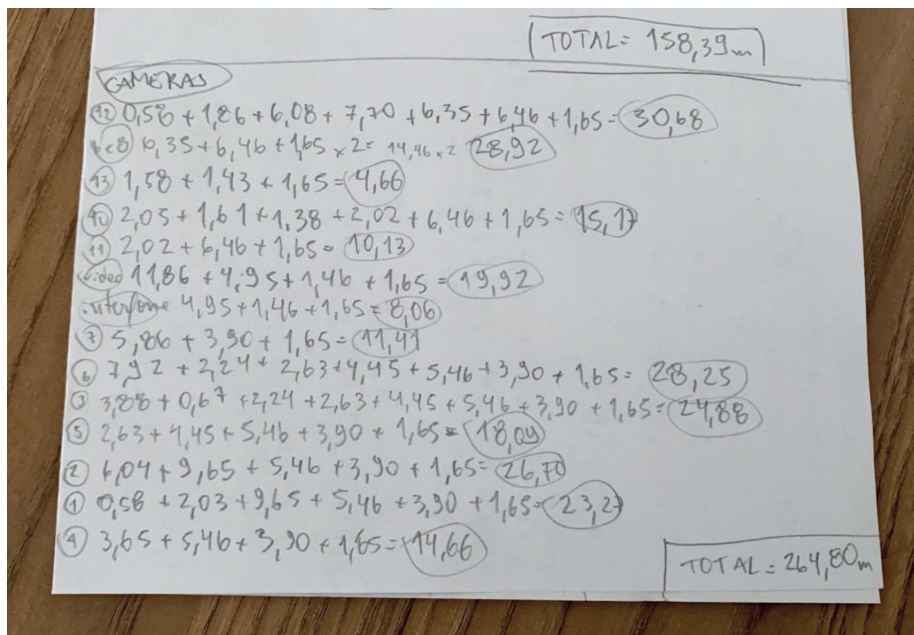 TOTAL = 158,39m
CAMERAS
12 0,58 + 1,86 + 6,08 + 7,70 + 6,35 + 6,46 + 1,65 = 30,68
6,35 + 6,46 + 1,65 x 2 = 14,46 x 2 28,92
13 1,58 + 1,43 + 1,65 = 4,66
10 2,05 + 1,61 + 1,38 + 2,02 + 6,46 + 1,65 = 15,17
11 2,02 + 6,46 + 1,65 = 10,13
video 11,86 + 4,95 + 1,46 + 1,65 = 19,92
interfone 4,95 + 1,46 + 1,65 = 8,06
7 5,86 + 3,90 + 1,65 = 11,41
6 7,92 + 2,24 + 2,63 + 4,45 + 5,46 + 3,90 + 1,65 = 28,25
3 3,88 + 0,67 + 2,24 + 2,63 + 4,45 + 5,46 + 3,90 + 1,65 = 24,88
5 2,63 + 4,45 + 5,46 + 3,90 + 1,65 = 18,09
2 6,04 + 9,65 + 5,46 + 3,90 + 1,65 = 26,70
1 0,58 + 2,03 + 9,65 + 5,46 + 3,90 + 1,65 = 23,27
4 3,65 + 5,46 + 3,90 + 1,65 = 14,66
TOTAL = 264,80m